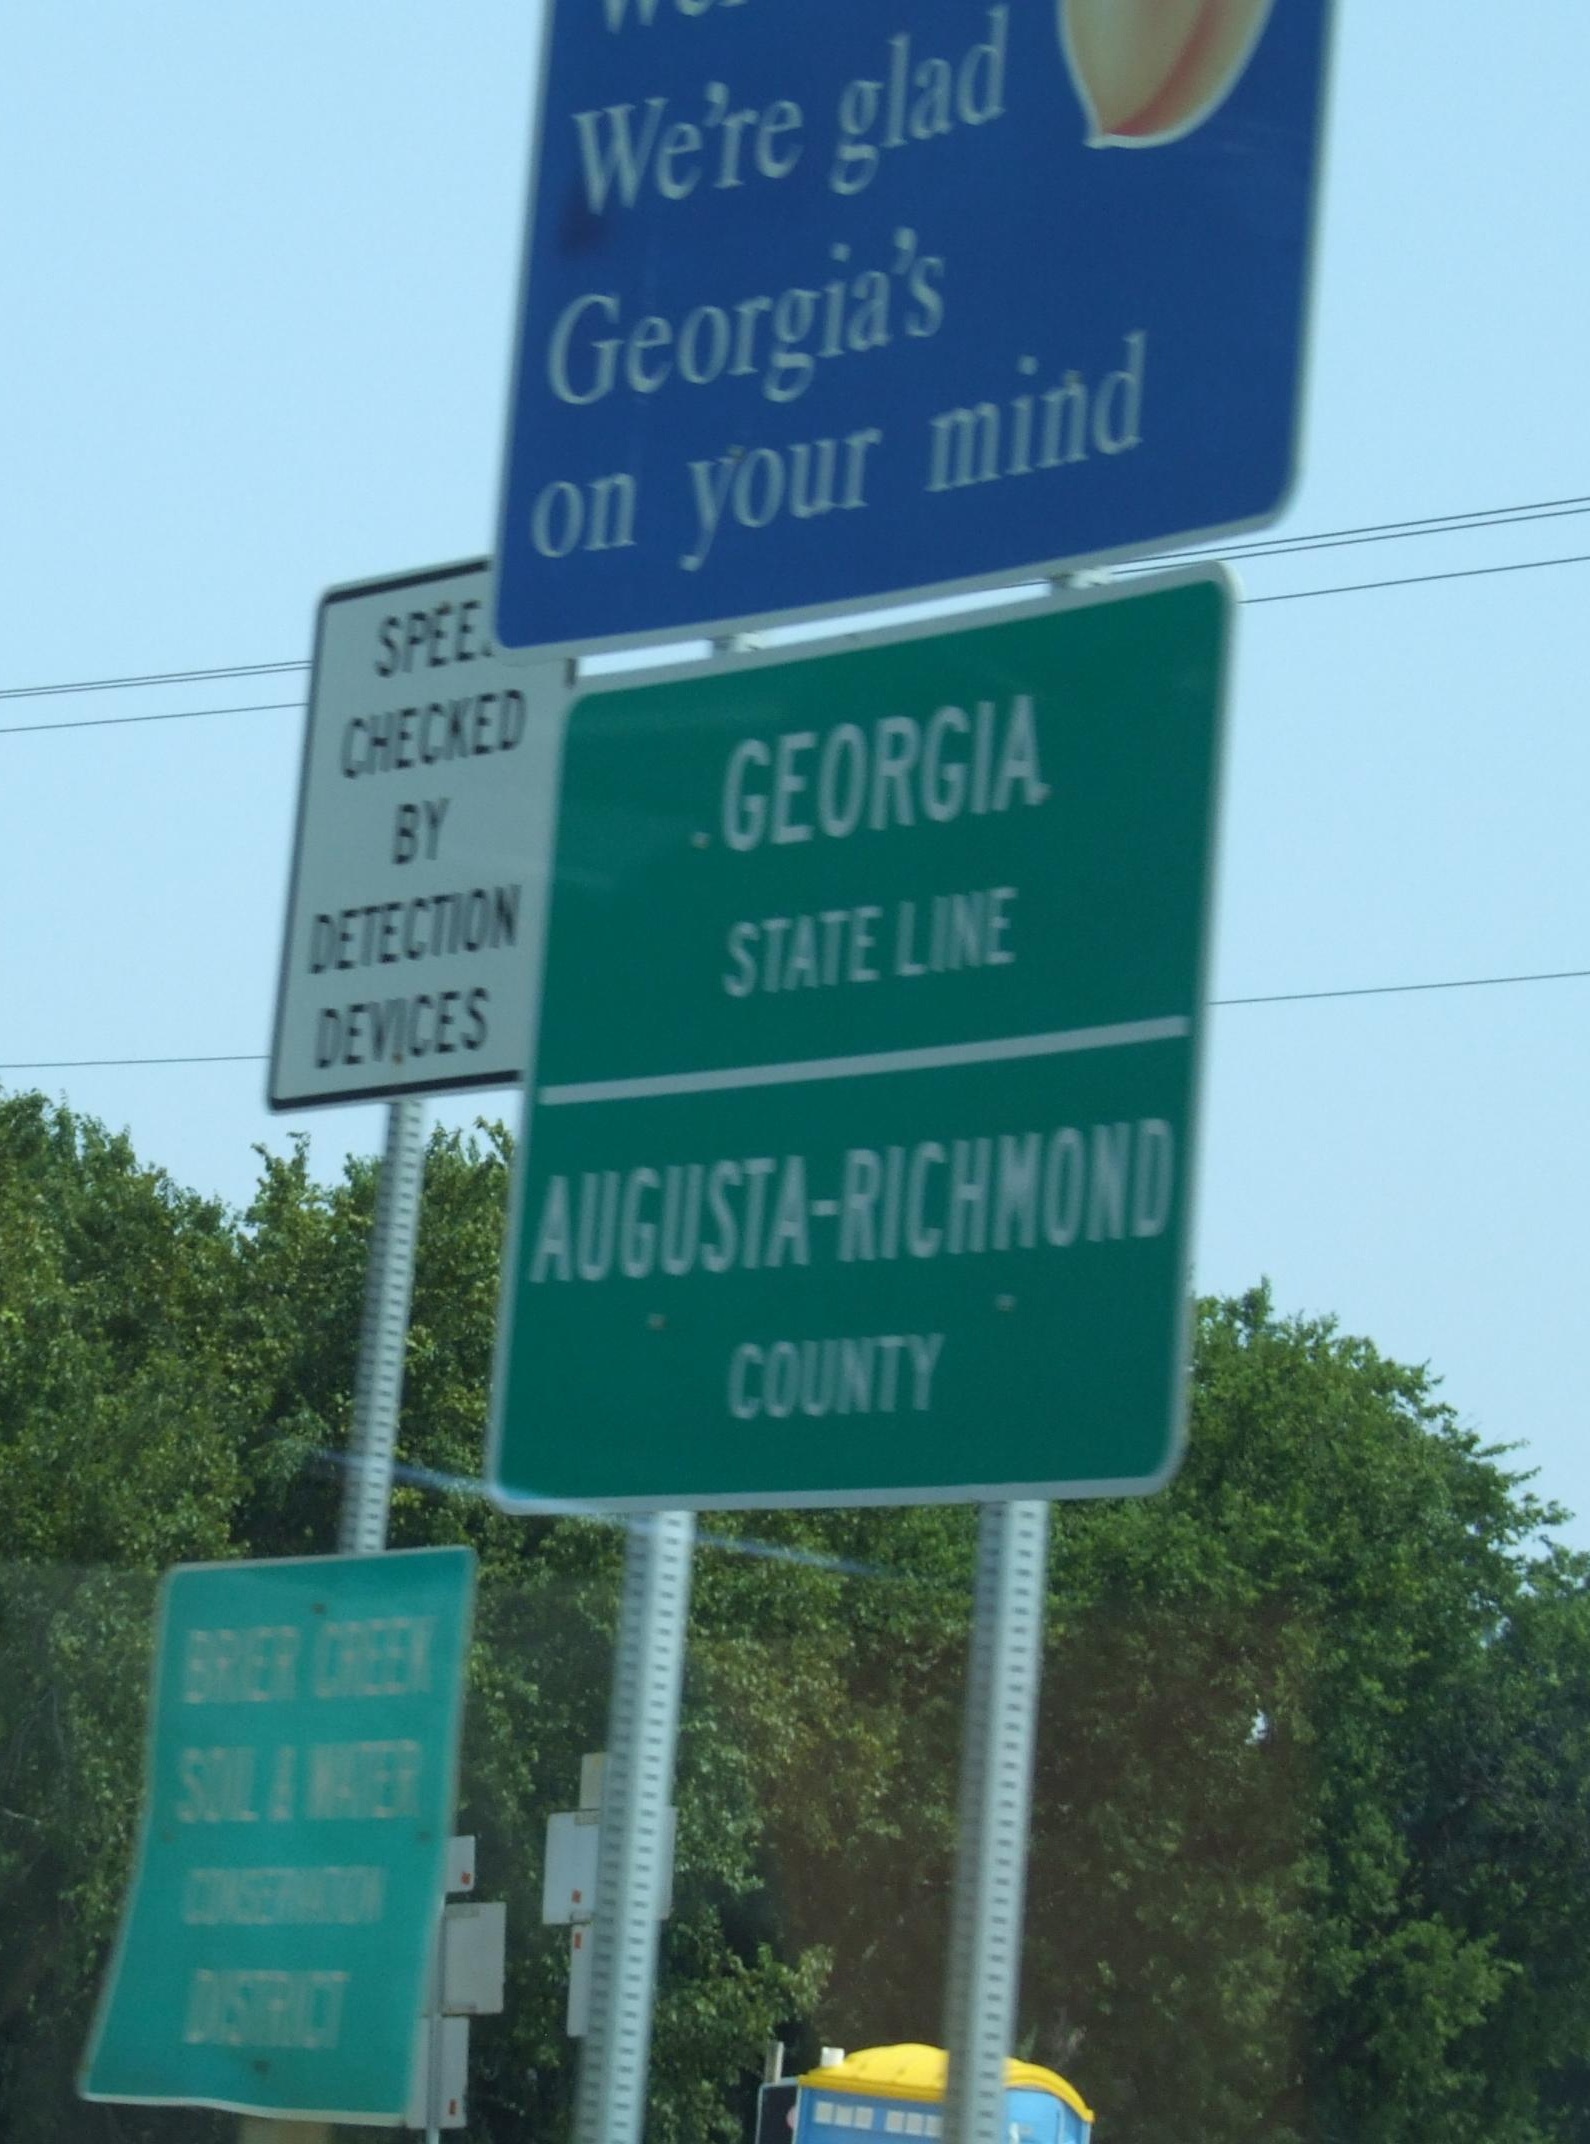 We're glad
Georgia's
on your mind
SPEE
CHECKED
BY
DETECTION
DEVICES
GEORGIA
STATE LINE
AUGUSTA-RICHMOND
COUNTY
BRIER CREEK
SOIL & WATER
CONSERVATION
DISTRICT